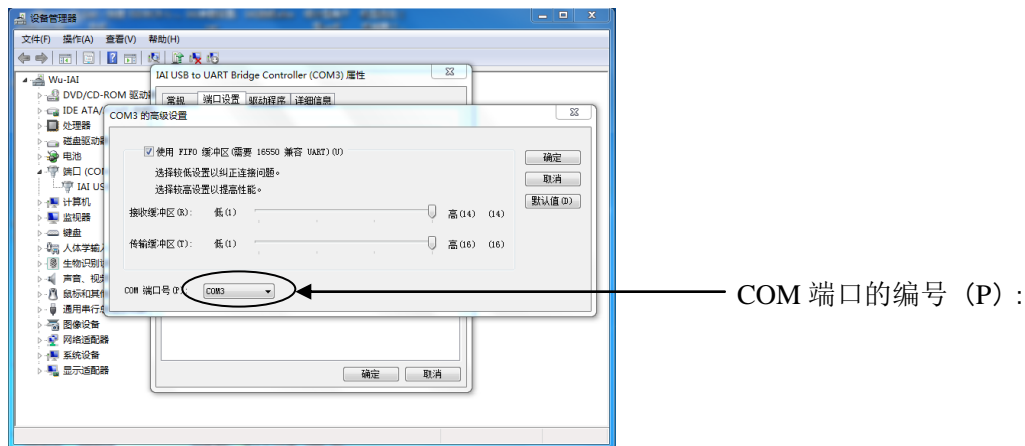 设备管理器
文件(F) 操作(A) 查看(V) 帮助(H)
Wu-IAI
DVD/CD-ROM 驱动
IDE ATA/
处理器
磁盘驱动
电池
端口 (CO
IAI US
计算机
监视器
键盘
人体学输入
生物识别
声音、视频
鼠标和其他
通用串行总
图像设备
网络适配器
系统设备
显示适配器
IAI USB to UART Bridge Controller (COM3) 属性
常规 端口设置 驱动程序 详细信息
COM3 的高级设置
使用 FIFO 缓冲区(需要 16550 兼容 UART)(U)
选择较低设置以纠正连接问题。
选择较高设置以提高性能。
接收缓冲区(R): 低(1) 高(14) (14)
传输缓冲区(T): 低(1) 高(16) (16)
COM 端口号(P): COM3
确定
取消
默认值(D)
确定 取消
COM 端口的编号（P）: